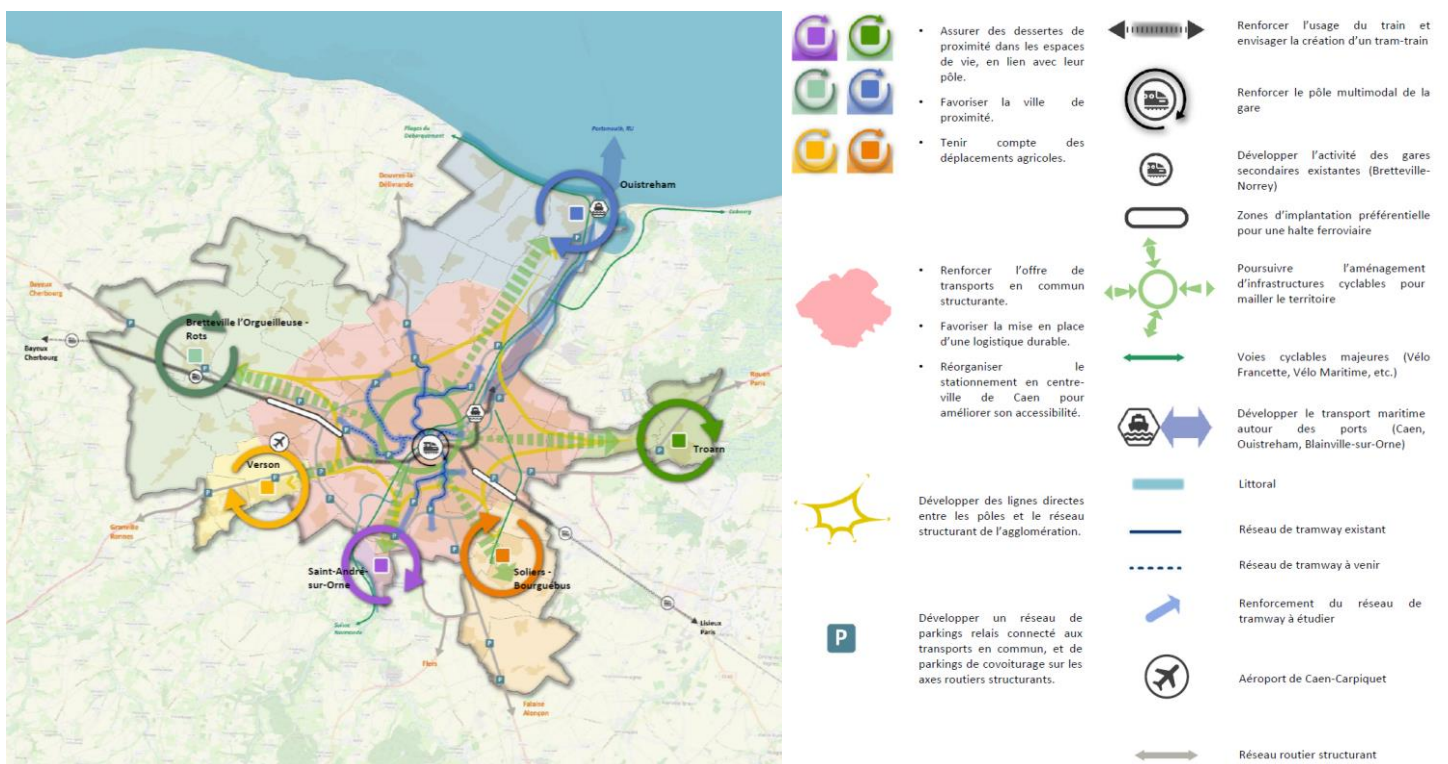 Plages du
Débarquement
Portsmouth, RU
Douvres-la-
Délivrande
Ouistreham
Cabourg
Bayeux
Cherbourg
Bretteville l'Orgueilleuse -
Rots
Bayeux
Cherbourg
Rouen
Paris
Troarn
Verson
Granville
Rennes
Saint-André-
sur-Orne
Soliers -
Bourguébus
Suisse
Normande
Lisieux
Paris
Flers
Falaise
Alençon
• Assurer des dessertes de
proximité dans les espaces
de vie, en lien avec leur
pôle.
• Favoriser la ville de
proximité.
• Tenir compte des
déplacements agricoles.
• Renforcer l'offre de
transports en commun
structurante.
• Favoriser la mise en place
d'une logistique durable.
• Réorganiser le
stationnement en centre-
ville de Caen pour
améliorer son accessibilité.
Développer des lignes directes
entre les pôles et le réseau
structurant de l'agglomération.
P
Développer un réseau de
parkings relais connecté aux
transports en commun, et de
parkings de covoiturage sur les
axes routiers structurants.
Renforcer l'usage du train et
envisager la création d'un tram-train
Renforcer le pôle multimodal de la
gare
Développer l'activité des gares
secondaires existantes (Bretteville-
Norrey)
Zones d'implantation préférentielle
pour une halte ferroviaire
Poursuivre l'aménagement
d'infrastructures cyclables pour
mailler le territoire
Voies cyclables majeures (Vélo
Francette, Vélo Maritime, etc.)
Développer le transport maritime
autour des ports (Caen,
Ouistreham, Blainville-sur-Orne)
Littoral
Réseau de tramway existant
Réseau de tramway à venir
Renforcement du réseau de
tramway à étudier
Aéroport de Caen-Carpiquet
Réseau routier structurant